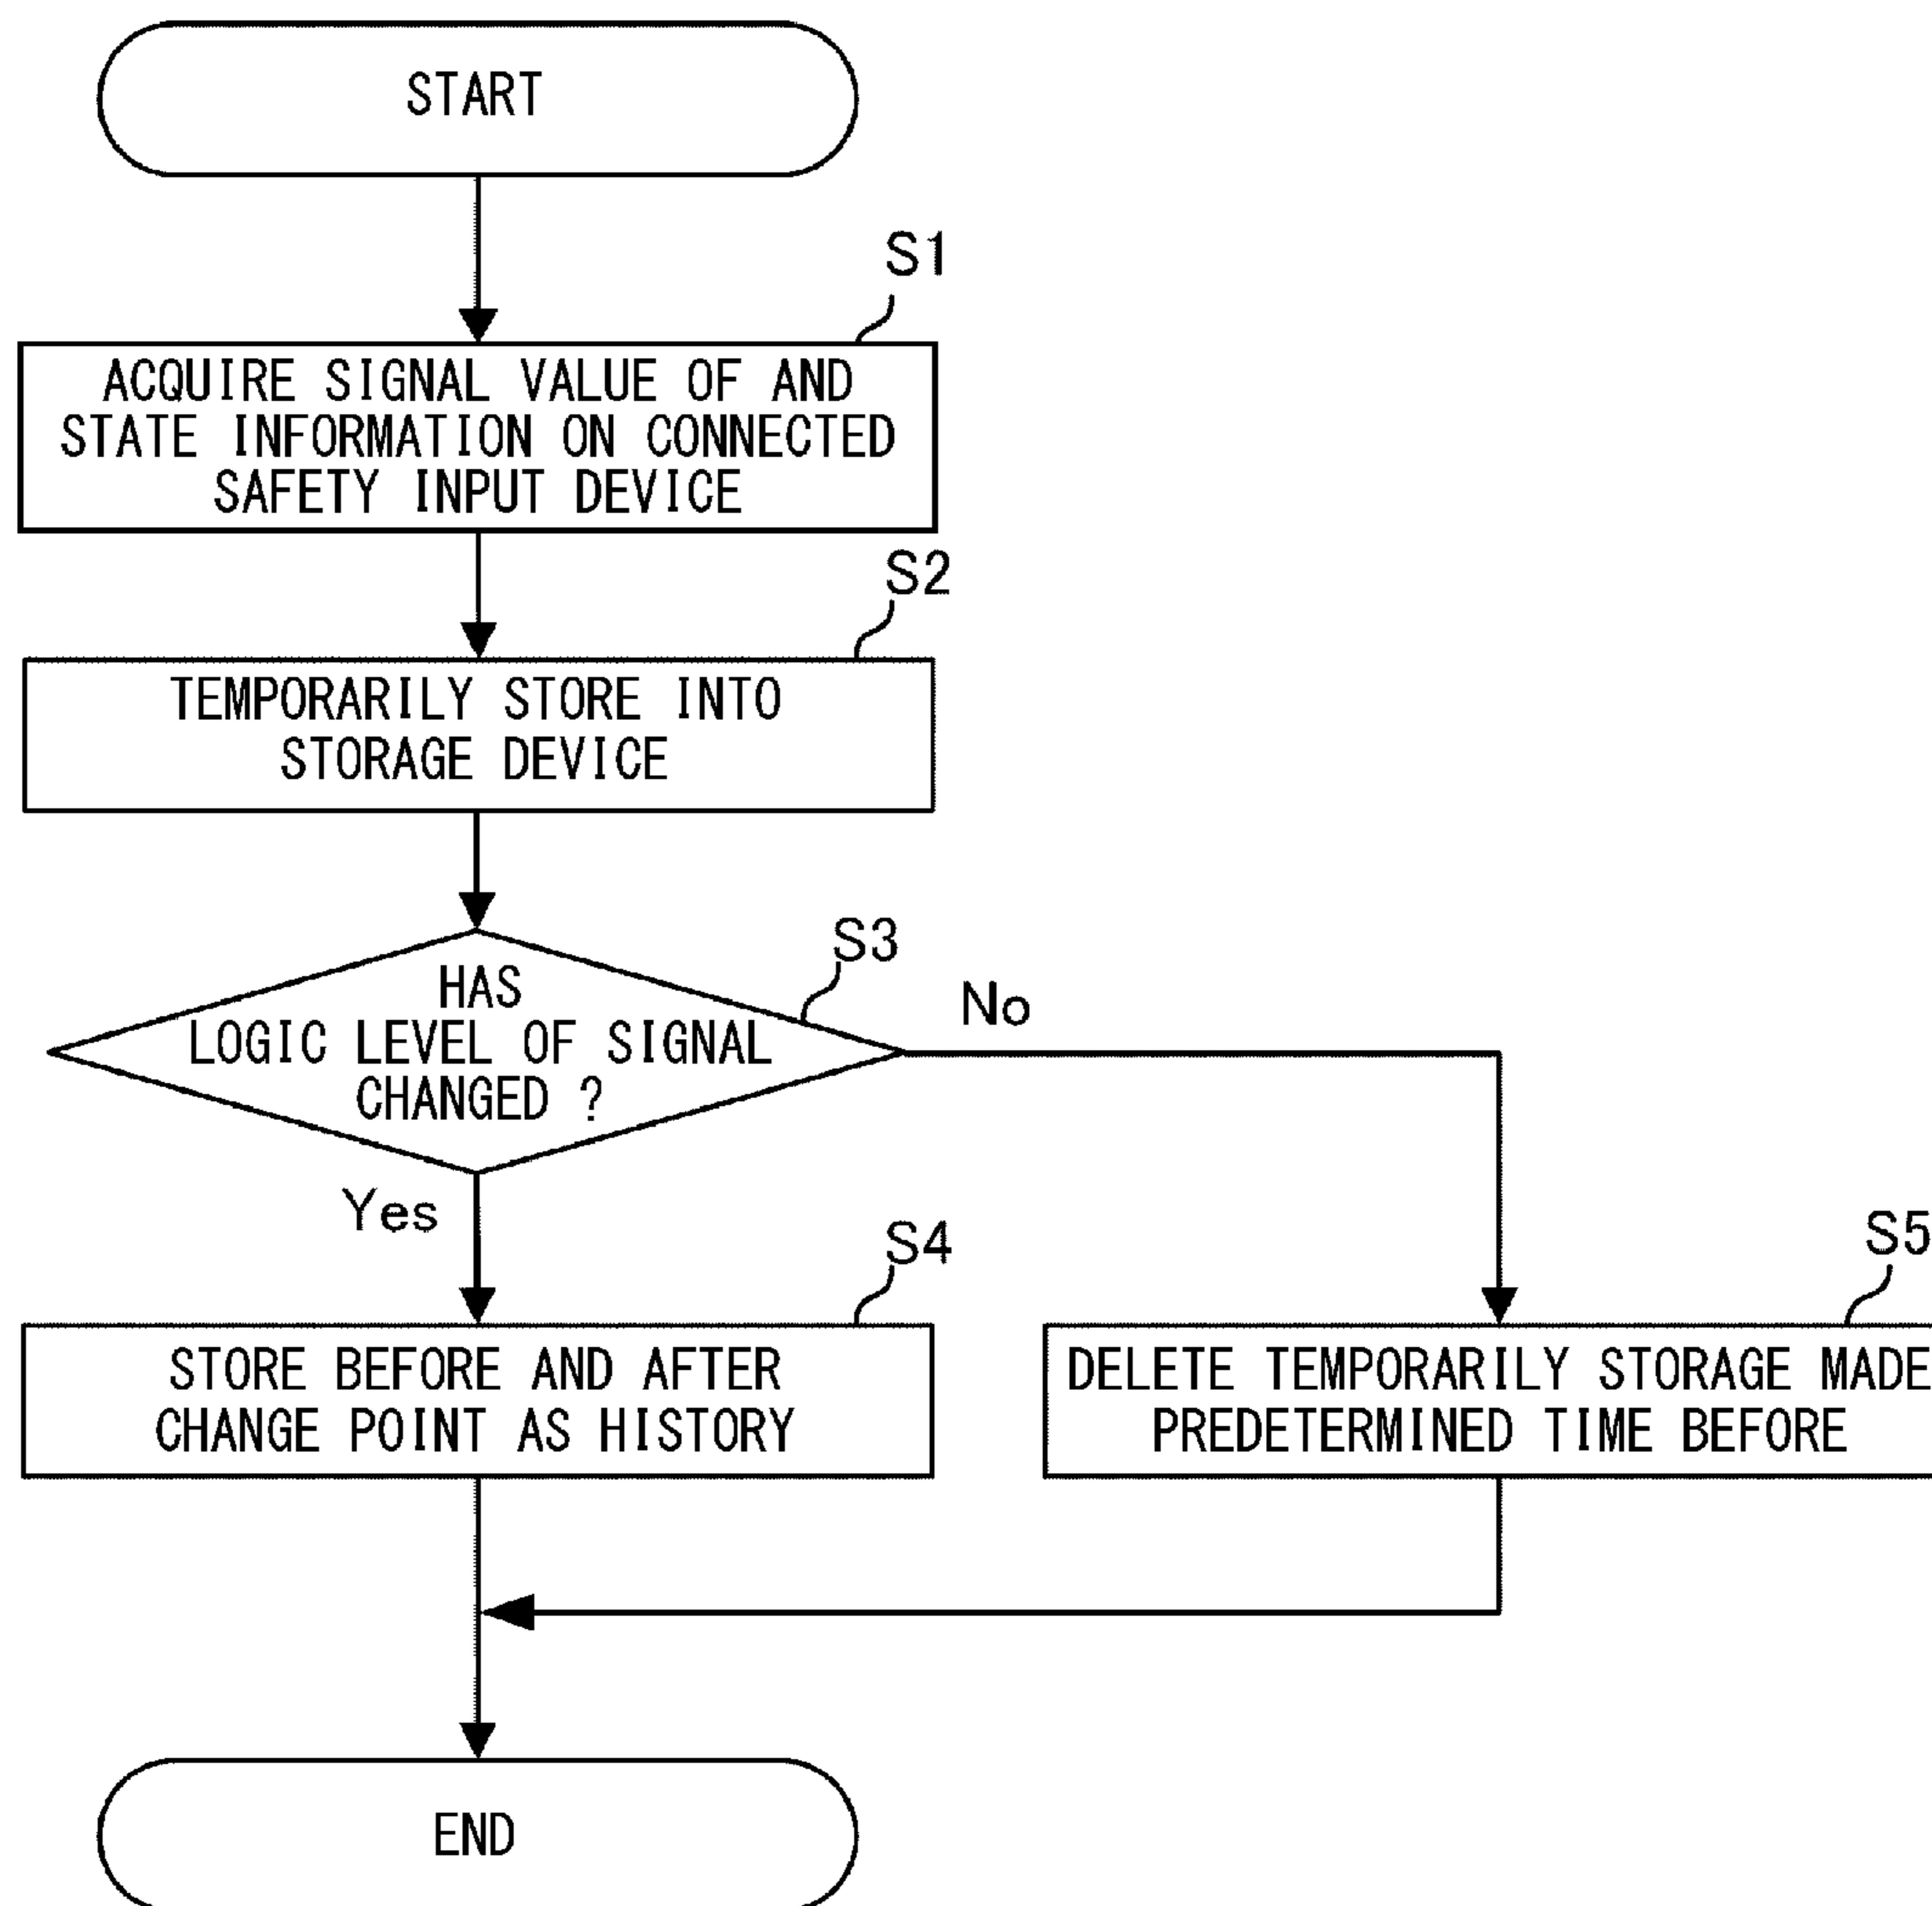 START
S1
ACQUIRE SIGNAL VALUE OF AND
STATE INFORMATION ON CONNECTED
SAFETY INPUT DEVICE
S2
TEMPORARILY STORE INTO
STORAGE DEVICE
S3
HAS
LOGIC LEVEL OF SIGNAL
CHANGED ?
No
Yes
S4
STORE BEFORE AND AFTER
CHANGE POINT AS HISTORY
S5
DELETE TEMPORARILY STORAGE MADE
PREDETERMINED TIME BEFORE
END